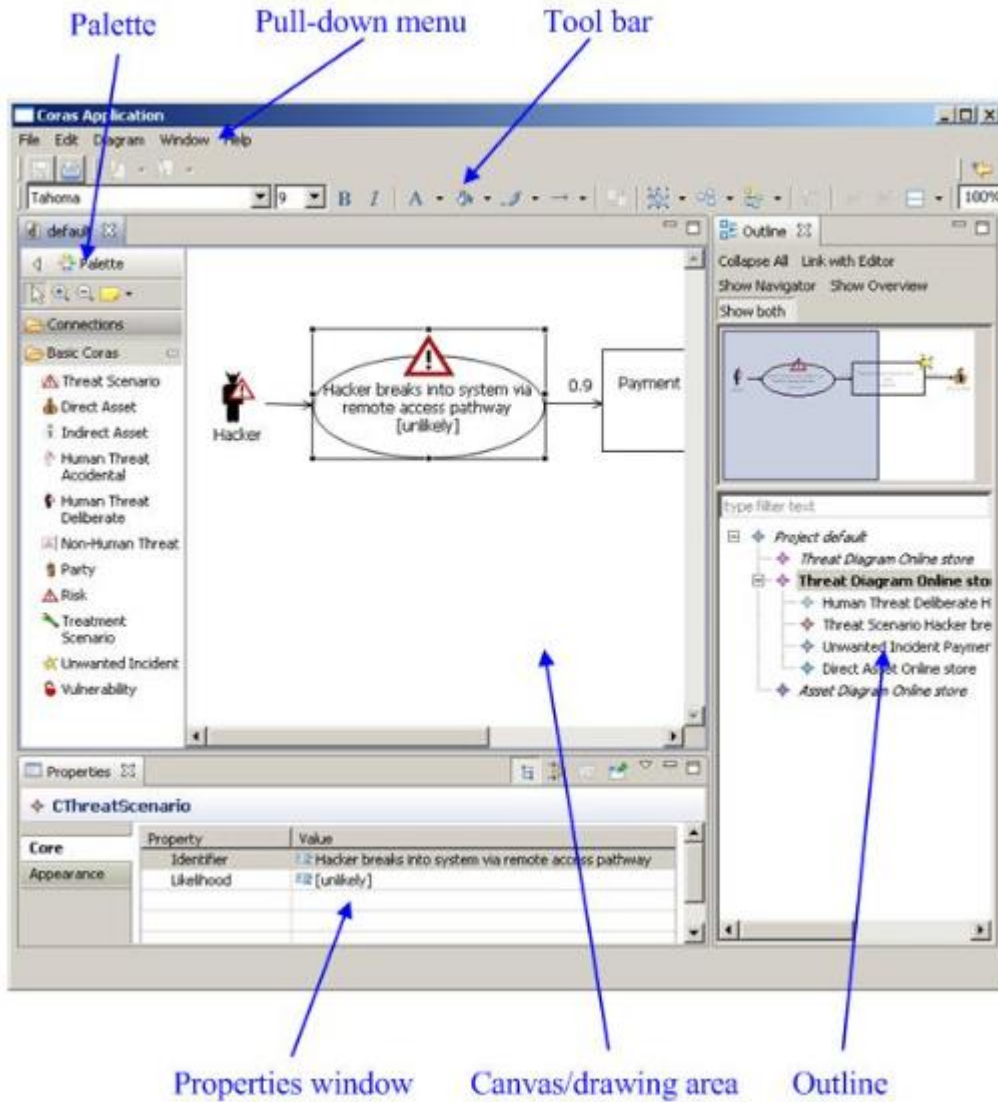 Palette
Pull-down menu
Tool bar
Coras Application
File Edit Diagram Window Help
Tahoma 9 B I A 100%
default
Palette
Connections
Basic Coras
Threat Scenario
Direct Asset
Indirect Asset
Human Threat
Accidental
Human Threat
Deliberate
Non-Human Threat
Party
Risk
Treatment
Scenario
Unwanted Incident
Vulnerability
Hacker
Hacker breaks into system via
remote access pathway
[unlikely]
0.9
Payment
Outline
Collapse All Link with Editor
Show Navigator Show Overview
Show both
type filter text
Project default
Threat Diagram Online store
Threat Diagram Online sto
Human Threat Deliberate H
Threat Scenario Hacker bre
Unwanted Incident Paymen
Direct Asset Online store
Asset Diagram Online store
Properties
CThreatScenario
Core
Appearance
Property Value
Identifier Hacker breaks into system via remote access pathway
Likelihood [unlikely]
Properties window
Canvas/drawing area
Outline